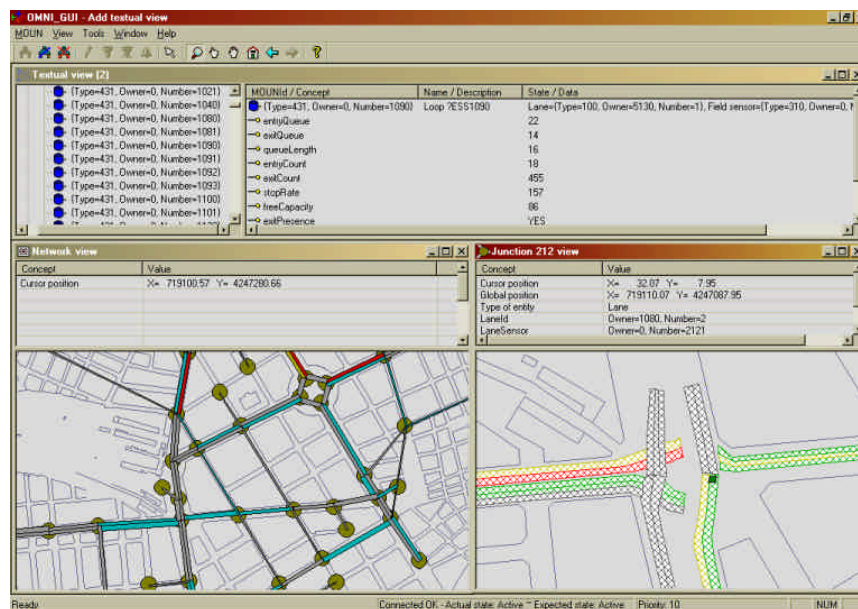 OMNI_GUI - Add textual view
MOUN View Tools Window Help
Textual view (2)
(Type=431, Owner=0, Number=1021)
(Type=431, Owner=0, Number=1040)
(Type=431, Owner=0, Number=1080)
(Type=431, Owner=0, Number=1081)
(Type=431, Owner=0, Number=1090)
(Type=431, Owner=0, Number=1091)
(Type=431, Owner=0, Number=1092)
(Type=431, Owner=0, Number=1093)
(Type=431, Owner=0, Number=1100)
(Type=431, Owner=0, Number=1101)
MOUNId / Concept Name / Description State / Data
(Type=431, Owner=0, Number=1090) Loop ?ESS1090 Lane=(Type=100, Owner=5130, Number=1), Field sensor=(Type=310, Owner=0, N
entryQueue 22
exitQueue 14
queueLength 16
entryCount 18
exitCount 455
stopRate 157
freeCapacity 86
exitPresence YES
Network view
Concept Value
Cursor position X= 719100.57 Y= 4247280.66
Junction 212 view
Concept Value
Cursor position X= 32.07 Y= 7.95
Global position X= 719110.07 Y= 4247087.95
Type of entity Lane
LaneId Owner=1080, Number=2
LaneSensor Owner=0, Number=2121
Ready Connected OK - Actual state: Active ~ Expected state: Active Priority: 10 NUM